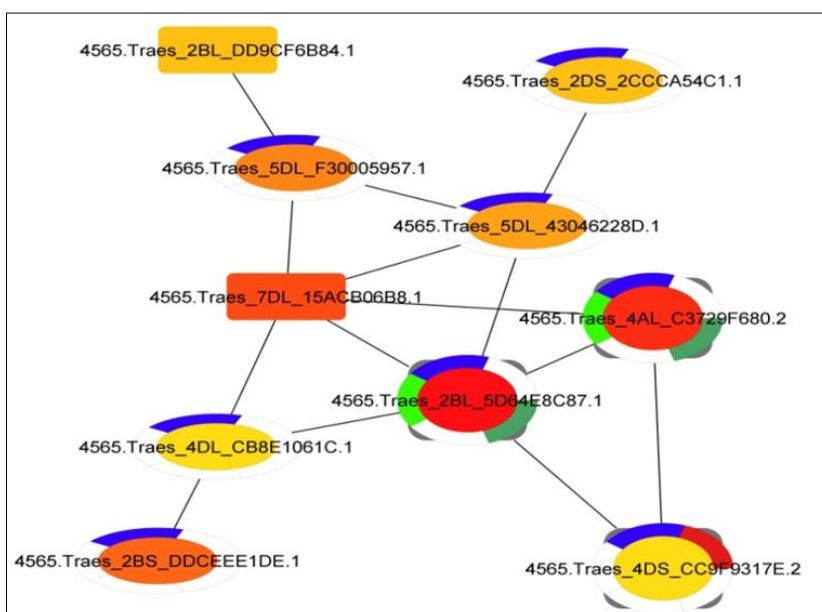 4565.Traes_2BL_DD9CF6B84.1
4565.Traes_2DS_2CCCA54C1.1
4565.Traes_5DL_F30005957.1
4565.Traes_5DL_43046228D.1
4565.Traes_7DL_15ACB06B8.1
4565.Traes_4AL_C3729F680.2
4565.Traes_2BL_5D64E8C87.1
4565.Traes_4DL_CB8E1061C.1
4565.Traes_2BS_DDCEEE1DE.1
4565.Traes_4DS_CC9F9317E.2